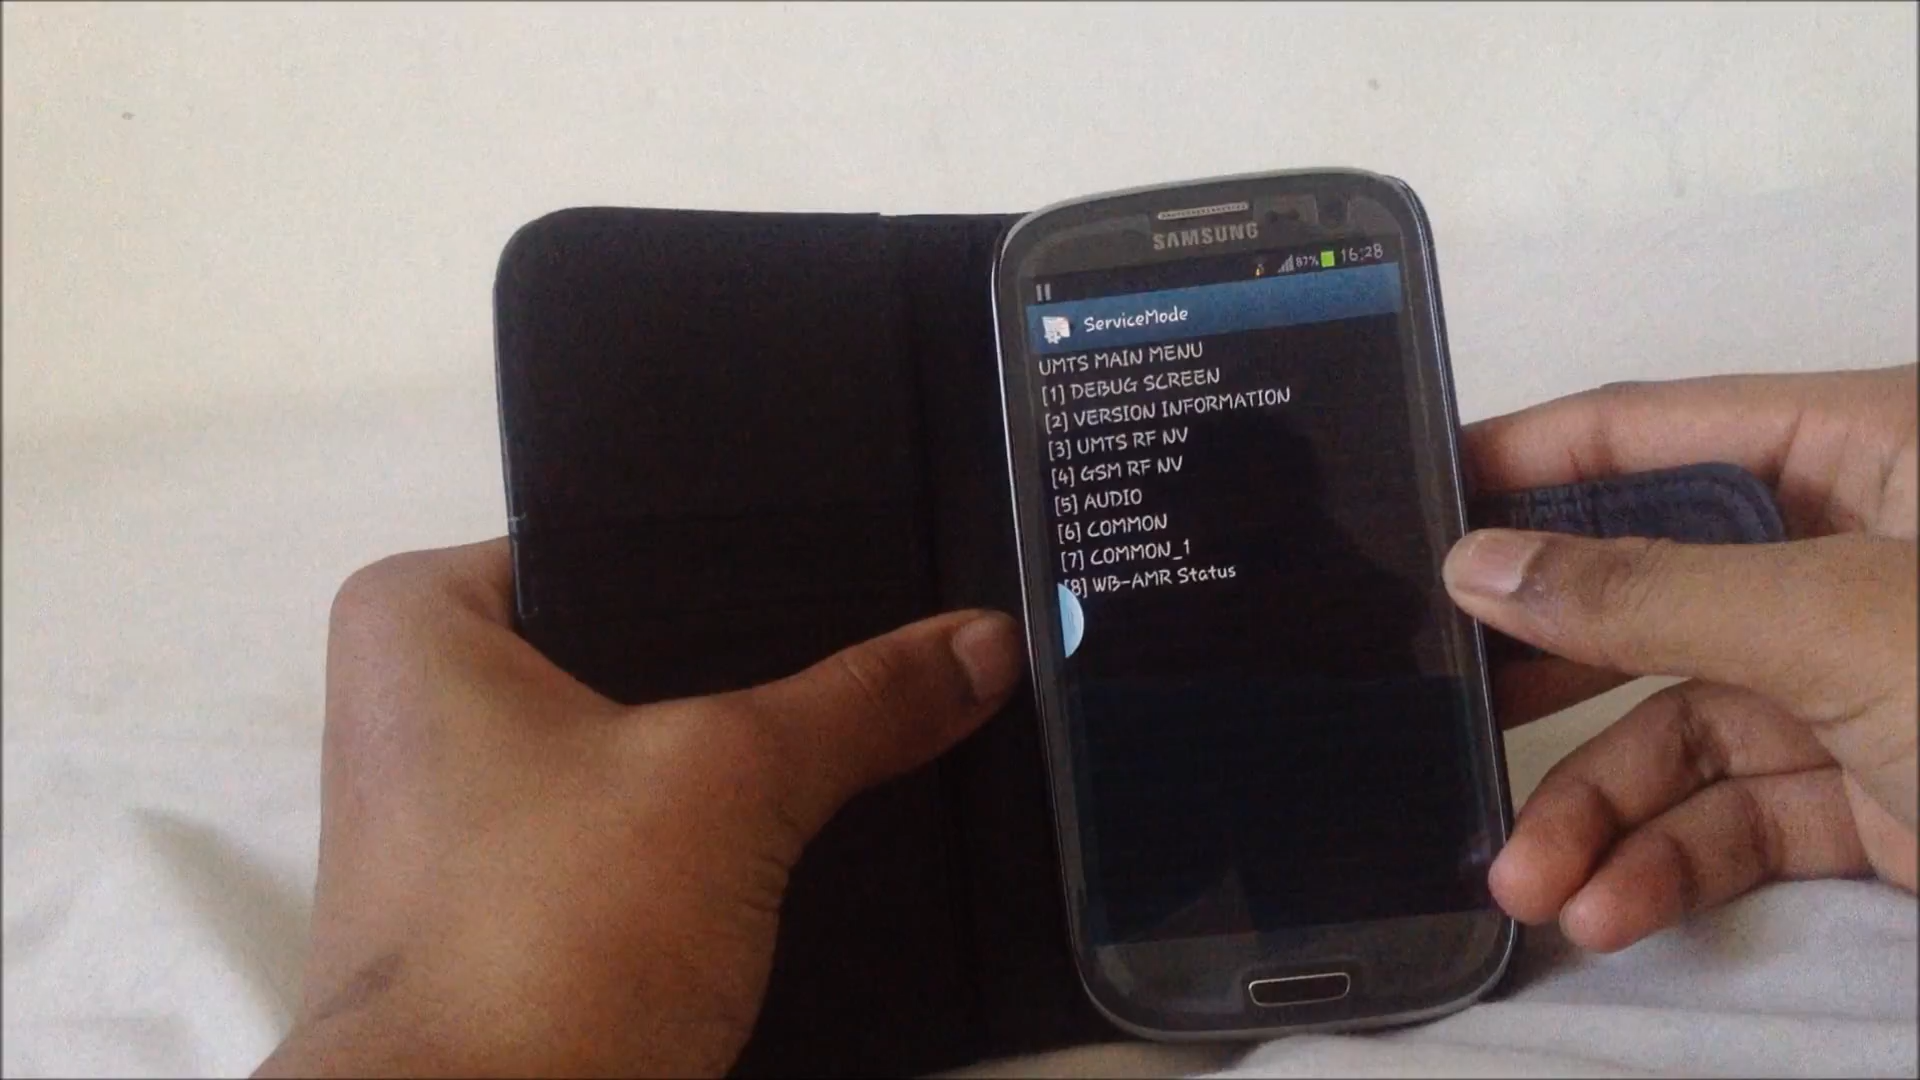 SAMSUNG
87% 16:28
ServiceMode
UMTS MAIN MENU
[1] DEBUG SCREEN
[2] VERSION INFORMATION
[3] UMTS RF NV
[4] GSM RF NV
[5] AUDIO
[6] COMMON
[7] COMMON_1
[8] WB-AMR Status